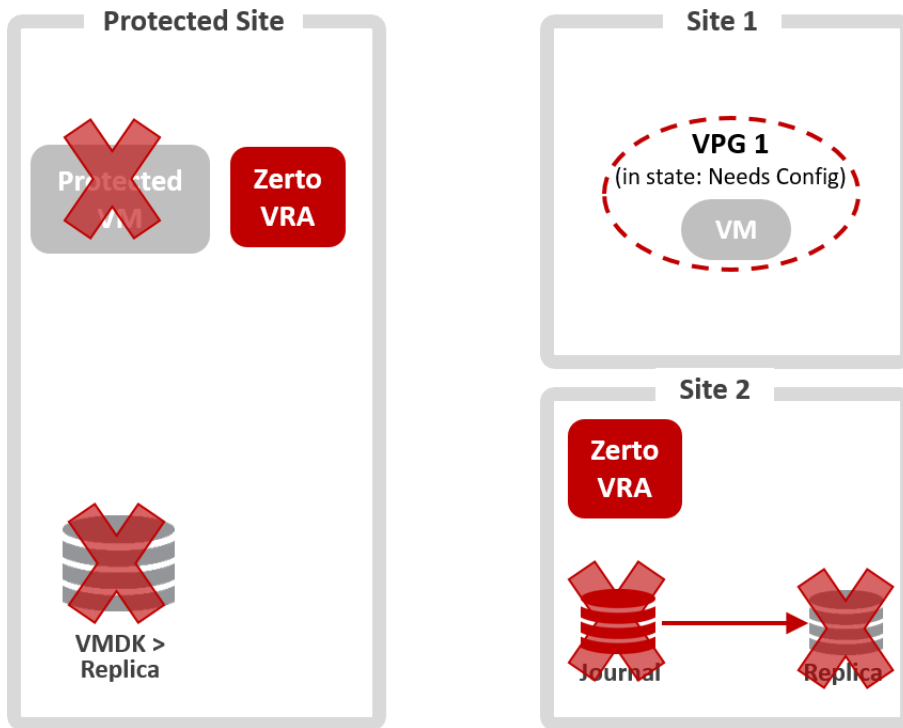 Protected Site
Protected
VM
Zerto
VRA
VMDK >
Replica
Site 1
VPG 1
(in state: Needs Config)
VM
Site 2
Zerto
VRA
Journal
Replica